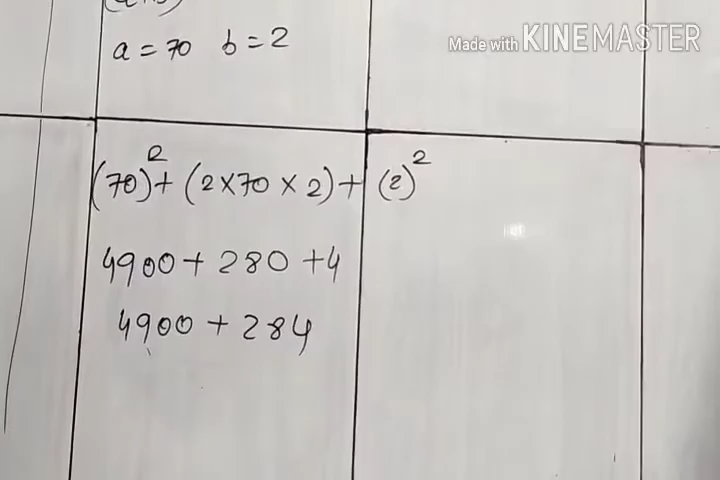 a = 70 b = 2
Made with KINEMASTER
(70)² + (2×70 × 2) + (2)²
4900 + 280 + 4
4900 + 284